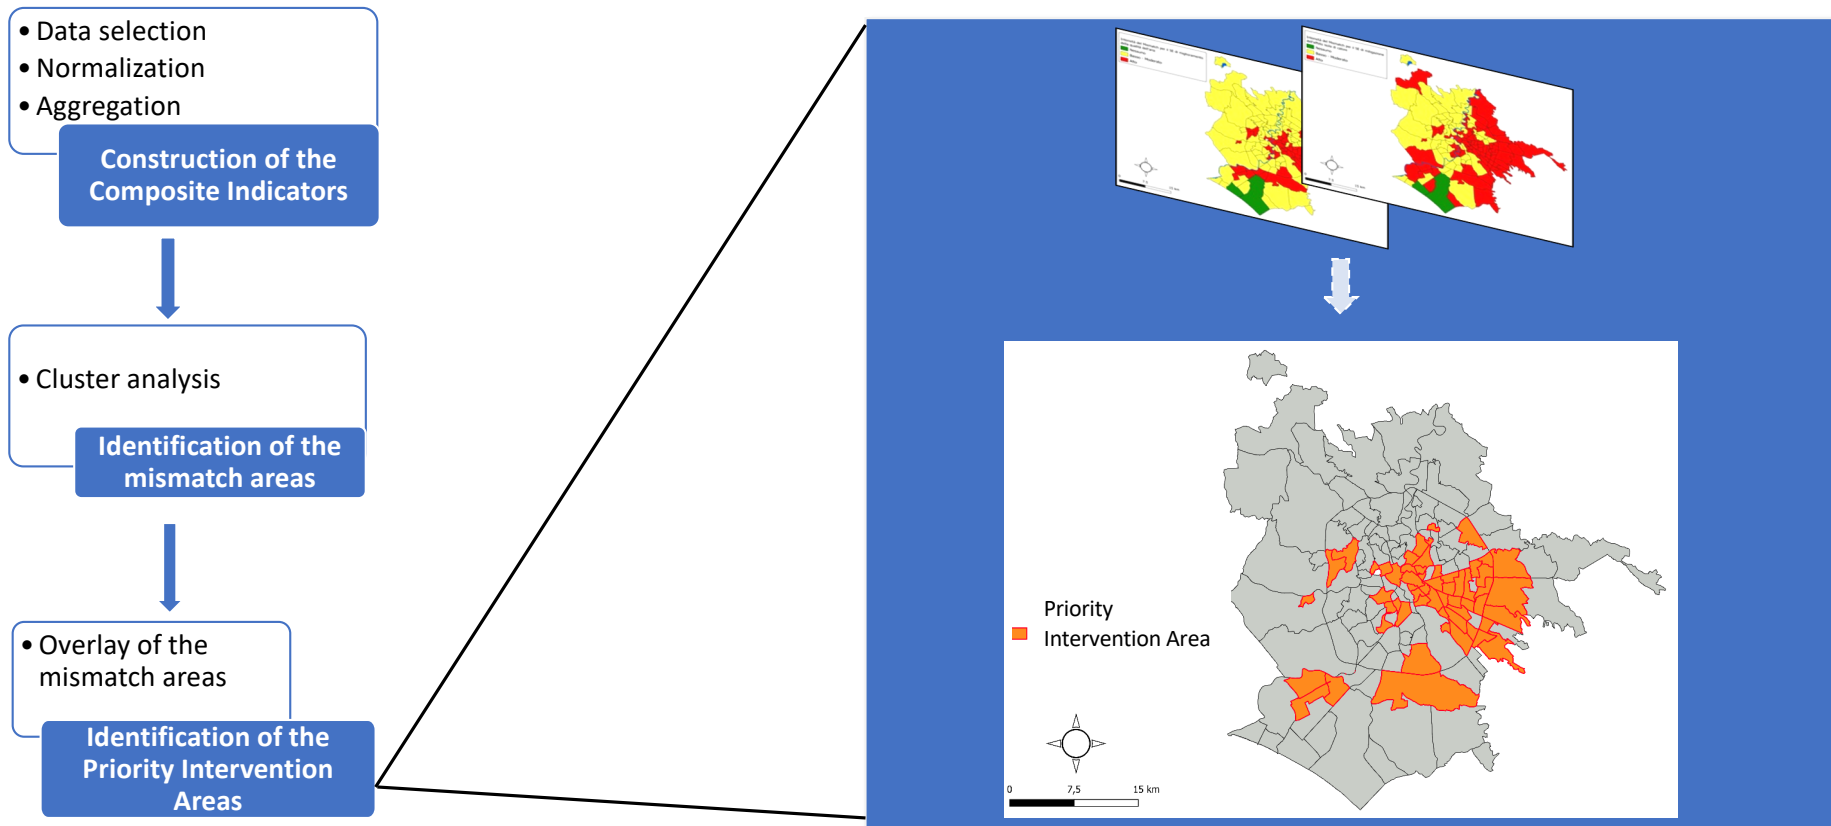 • Data selection
• Normalization
• Aggregation
Construction of the
Composite Indicators
• Cluster analysis
Identification of the
mismatch areas
• Overlay of the
mismatch areas
Identification of the
Priority Intervention
Areas
Priority
Intervention Area
0 7,5 15 km